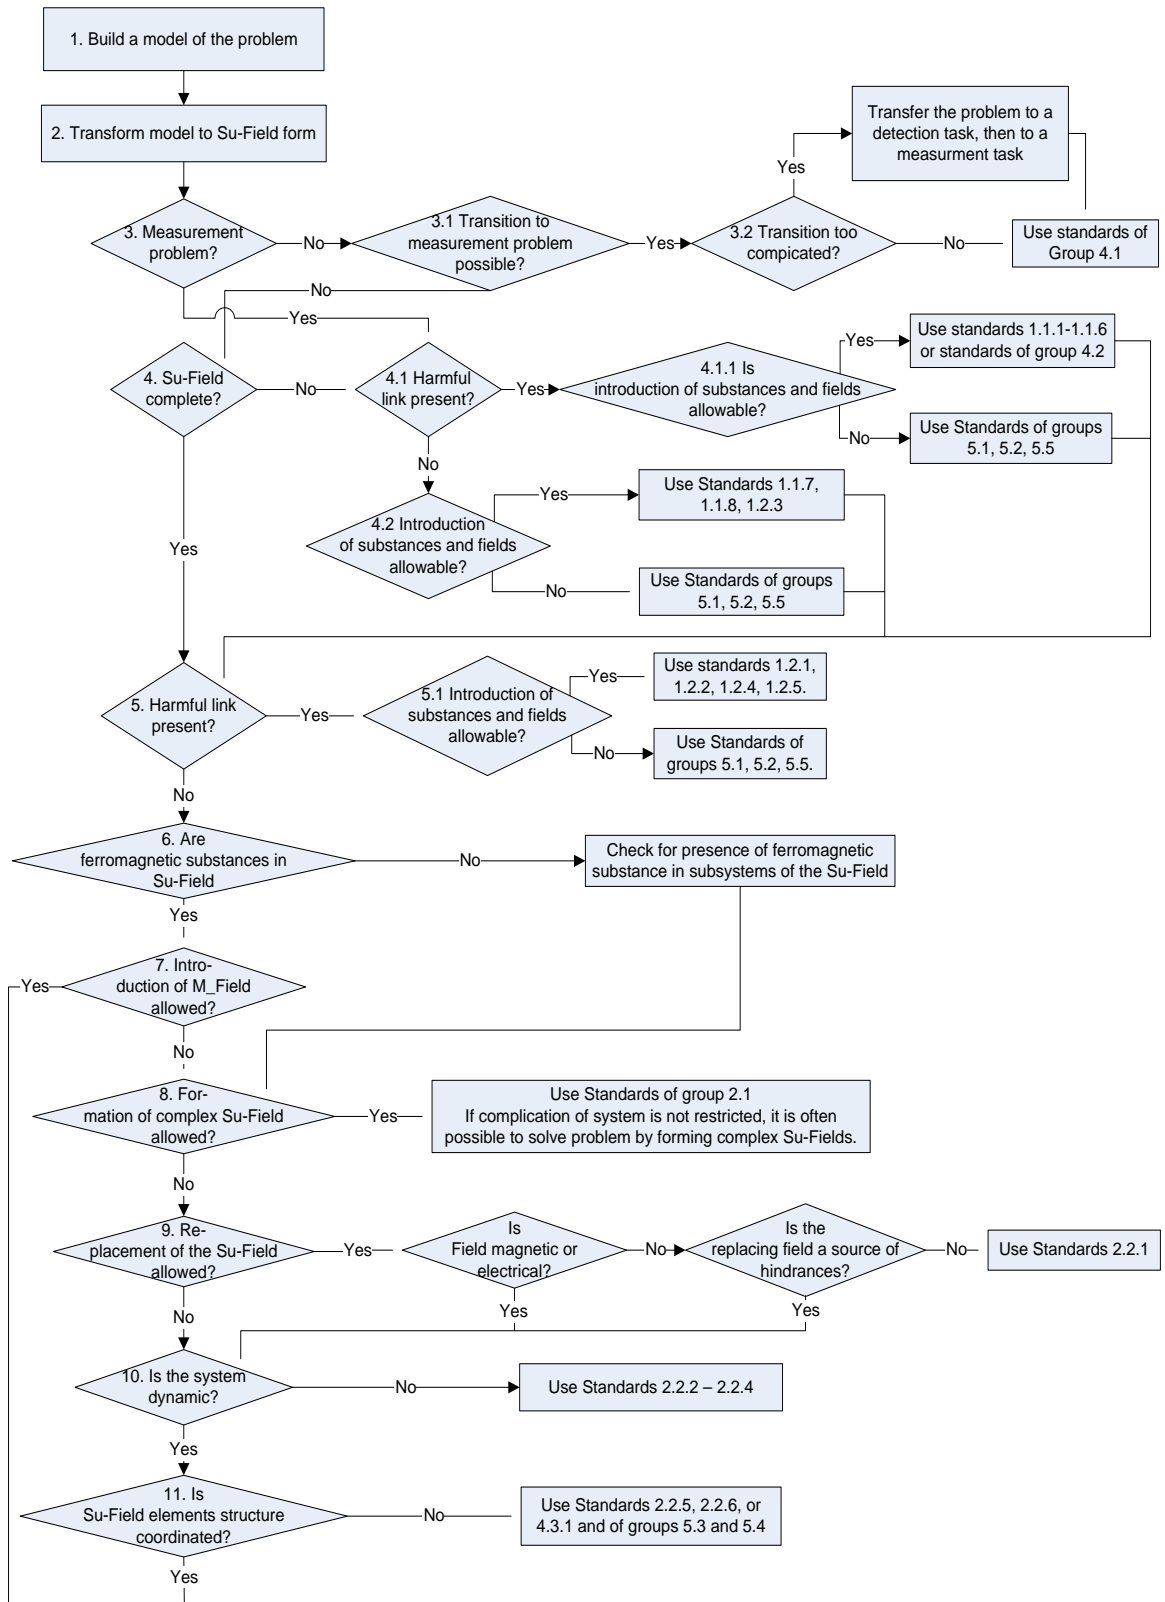 1. Build a model of the problem
2. Transform model to Su-Field form
Transfer the problem to a
detection task, then to a
measurment task
Yes
3. Measurement
problem?
No
3.1 Transition to
measurement problem
possible?
Yes
3.2 Transition too
compicated?
No
Use standards of
Group 4.1
No
Yes
4. Su-Field
complete?
No
4.1 Harmful
link present?
Yes
4.1.1 Is
introduction of substances and fields
allowable?
Yes
Use standards 1.1.1-1.1.6
or standards of group 4.2
No
Use Standards of groups
5.1, 5.2, 5.5
No
4.2 Introduction
of substances and fields
allowable?
Yes
Use Standards 1.1.7,
1.1.8, 1.2.3
No
Use Standards of groups
5.1, 5.2, 5.5
Yes
5. Harmful link
present?
Yes
5.1 Introduction of
substances and fields
allowable?
Yes
Use standards 1.2.1,
1.2.2, 1.2.4, 1.2.5.
No
Use Standards of
groups 5.1, 5.2, 5.5.
No
6. Are
ferromagnetic substances in
Su-Field
No
Check for presence of ferromagnetic
substance in subsystems of the Su-Field
Yes
7. Intro-
duction of M_Field
allowed?
Yes
No
8. For-
mation of complex Su-Field
allowed?
Yes
Use Standards of group 2.1
If complication of system is not restricted, it is often
possible to solve problem by forming complex Su-Fields.
No
9. Re-
placement of the Su-Field
allowed?
Yes
Is
Field magnetic or
electrical?
No
Is the
replacing field a source of
hindrances?
No
Use Standards 2.2.1
No
Yes
Yes
10. Is the system
dynamic?
No
Use Standards 2.2.2 – 2.2.4
Yes
11. Is
Su-Field elements structure
coordinated?
No
Use Standards 2.2.5, 2.2.6, or
4.3.1 and of groups 5.3 and 5.4
Yes